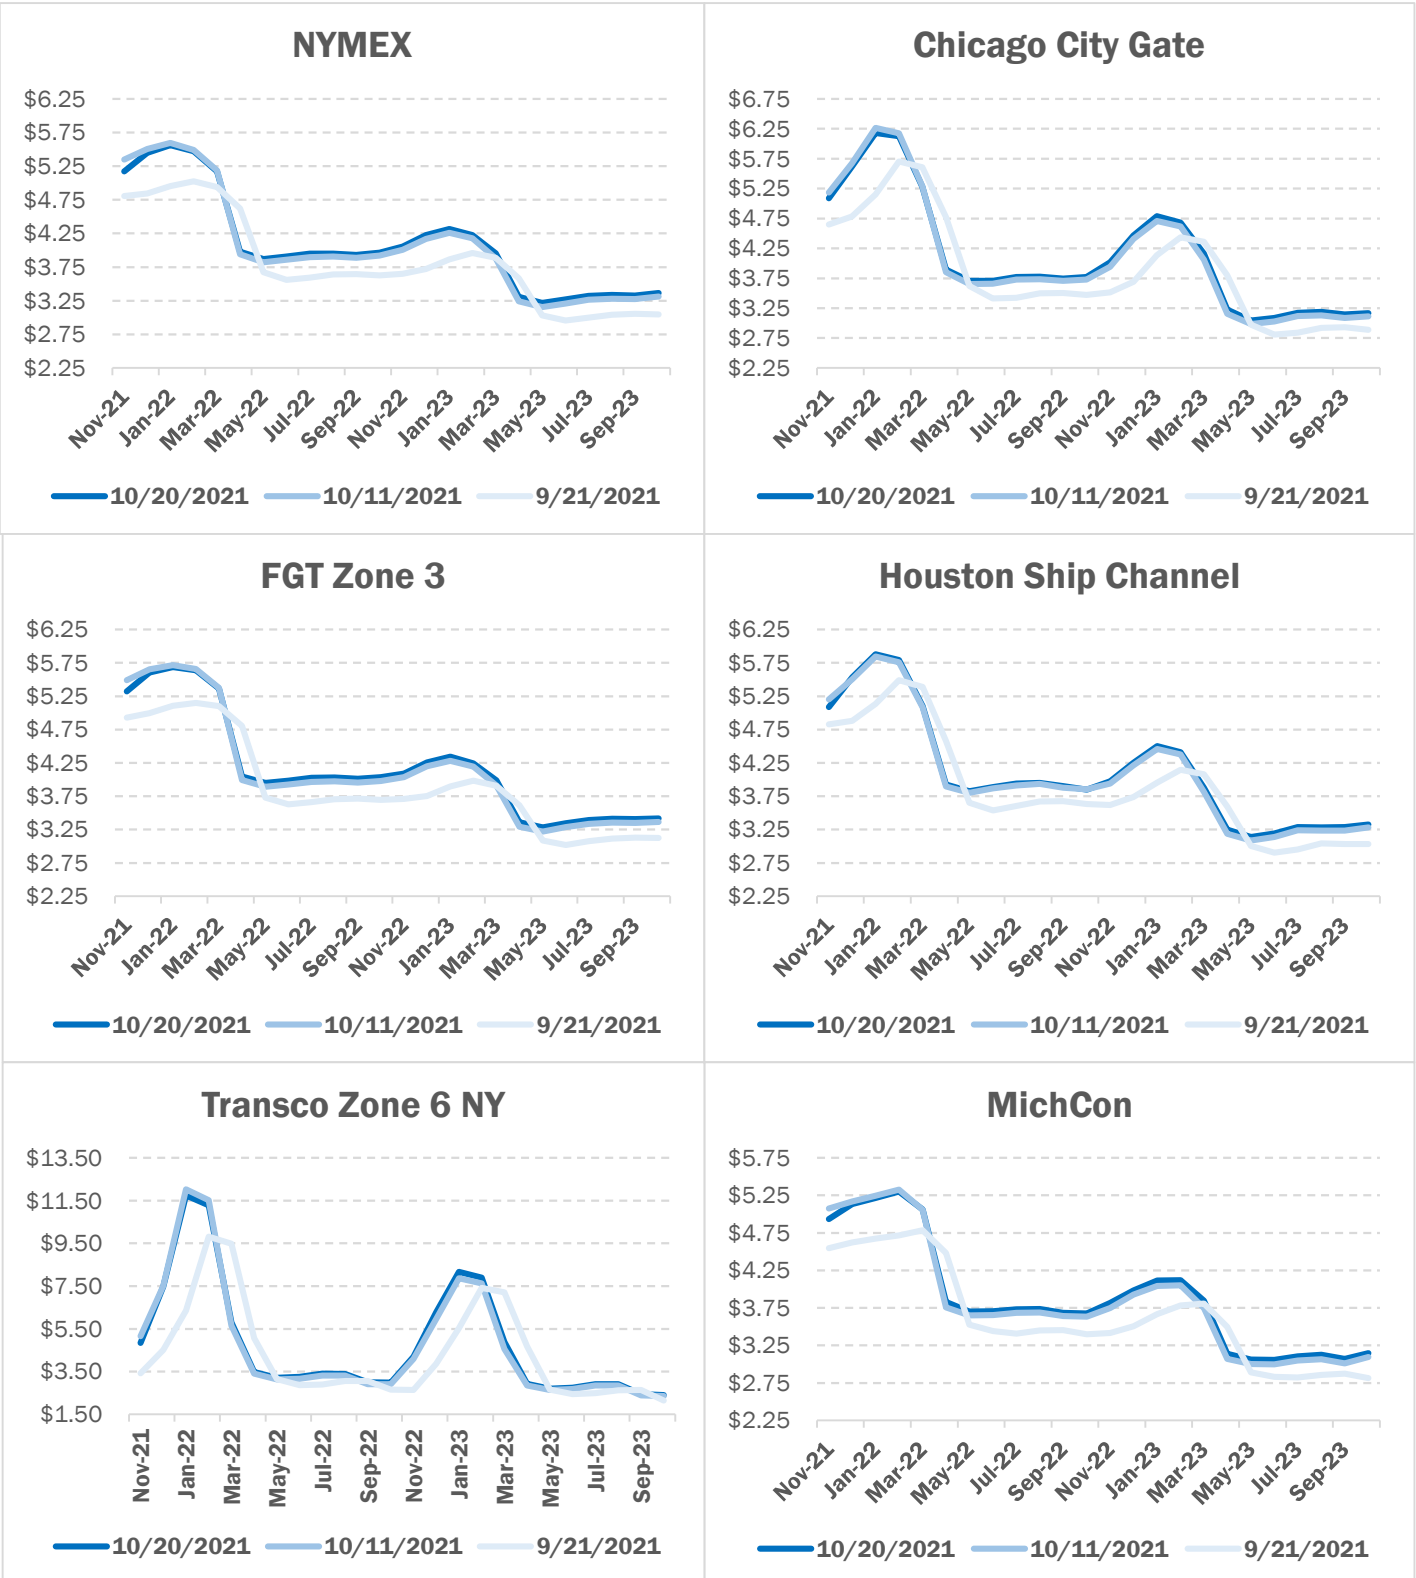 NYMEX
$6.25
$5.75
$5.25
$4.75
$4.25
$3.75
$3.25
$2.75
$2.25
Nov-21 Jan-22 Mar-22 May-22 Jul-22 Sep-22 Nov-22 Jan-23 Mar-23 May-23 Jul-23 Sep-23
10/20/2021 10/11/2021 9/21/2021
Chicago City Gate
$6.75
$6.25
$5.75
$5.25
$4.75
$4.25
$3.75
$3.25
$2.75
$2.25
Nov-21 Jan-22 Mar-22 May-22 Jul-22 Sep-22 Nov-22 Jan-23 Mar-23 May-23 Jul-23 Sep-23
10/20/2021 10/11/2021 9/21/2021
FGT Zone 3
$6.25
$5.75
$5.25
$4.75
$4.25
$3.75
$3.25
$2.75
$2.25
Nov-21 Jan-22 Mar-22 May-22 Jul-22 Sep-22 Nov-22 Jan-23 Mar-23 May-23 Jul-23 Sep-23
10/20/2021 10/11/2021 9/21/2021
Houston Ship Channel
$6.25
$5.75
$5.25
$4.75
$4.25
$3.75
$3.25
$2.75
$2.25
Nov-21 Jan-22 Mar-22 May-22 Jul-22 Sep-22 Nov-22 Jan-23 Mar-23 May-23 Jul-23 Sep-23
10/20/2021 10/11/2021 9/21/2021
Transco Zone 6 NY
$13.50
$11.50
$9.50
$7.50
$5.50
$3.50
$1.50
Nov-21 Jan-22 Mar-22 May-22 Jul-22 Sep-22 Nov-22 Jan-23 Mar-23 May-23 Jul-23 Sep-23
10/20/2021 10/11/2021 9/21/2021
MichCon
$5.75
$5.25
$4.75
$4.25
$3.75
$3.25
$2.75
$2.25
Nov-21 Jan-22 Mar-22 May-22 Jul-22 Sep-22 Nov-22 Jan-23 Mar-23 May-23 Jul-23 Sep-23
10/20/2021 10/11/2021 9/21/2021